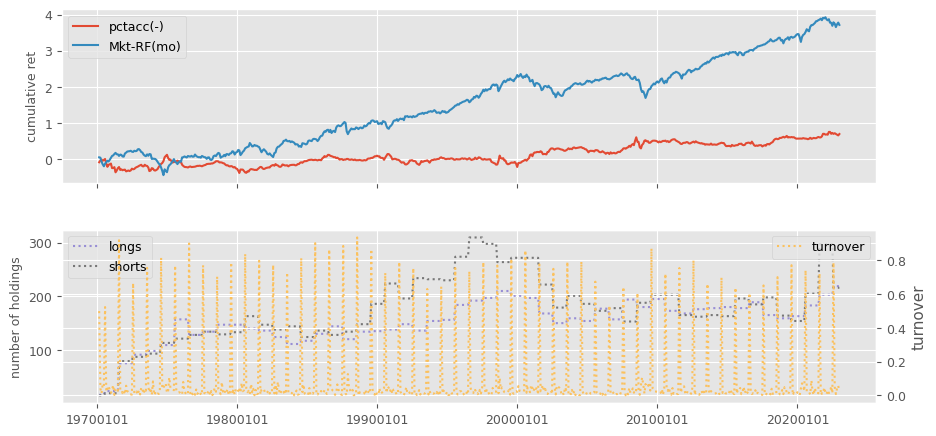 4
3
2
1
0
cumulative ret
pctacc(-)
Mkt-RF(mo)
300
200
100
number of holdings
longs
shorts
turnover
0.8
0.6
0.4
0.2
0.0
turnover
19700101
19800101
19900101
20000101
20100101
20200101